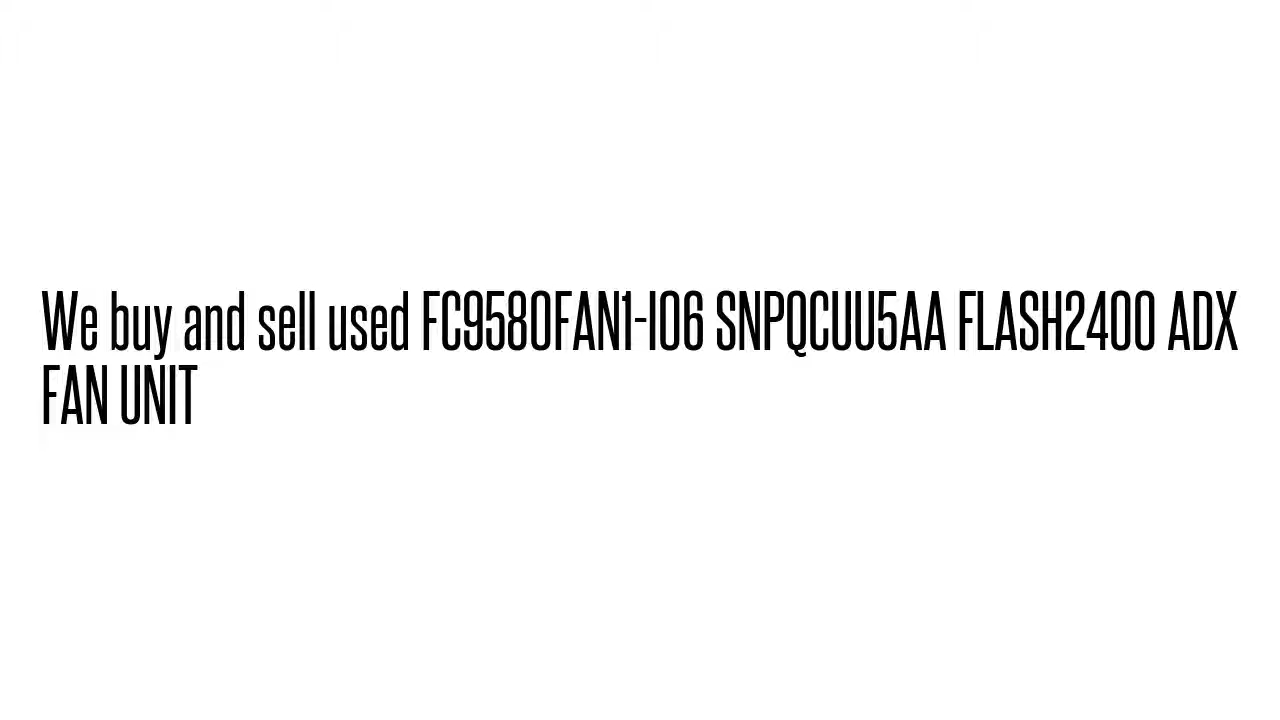 We buy and sell used FC9580FAN1-I06 SNPQCUU5AA FLASH2400 ADX
FAN UNIT